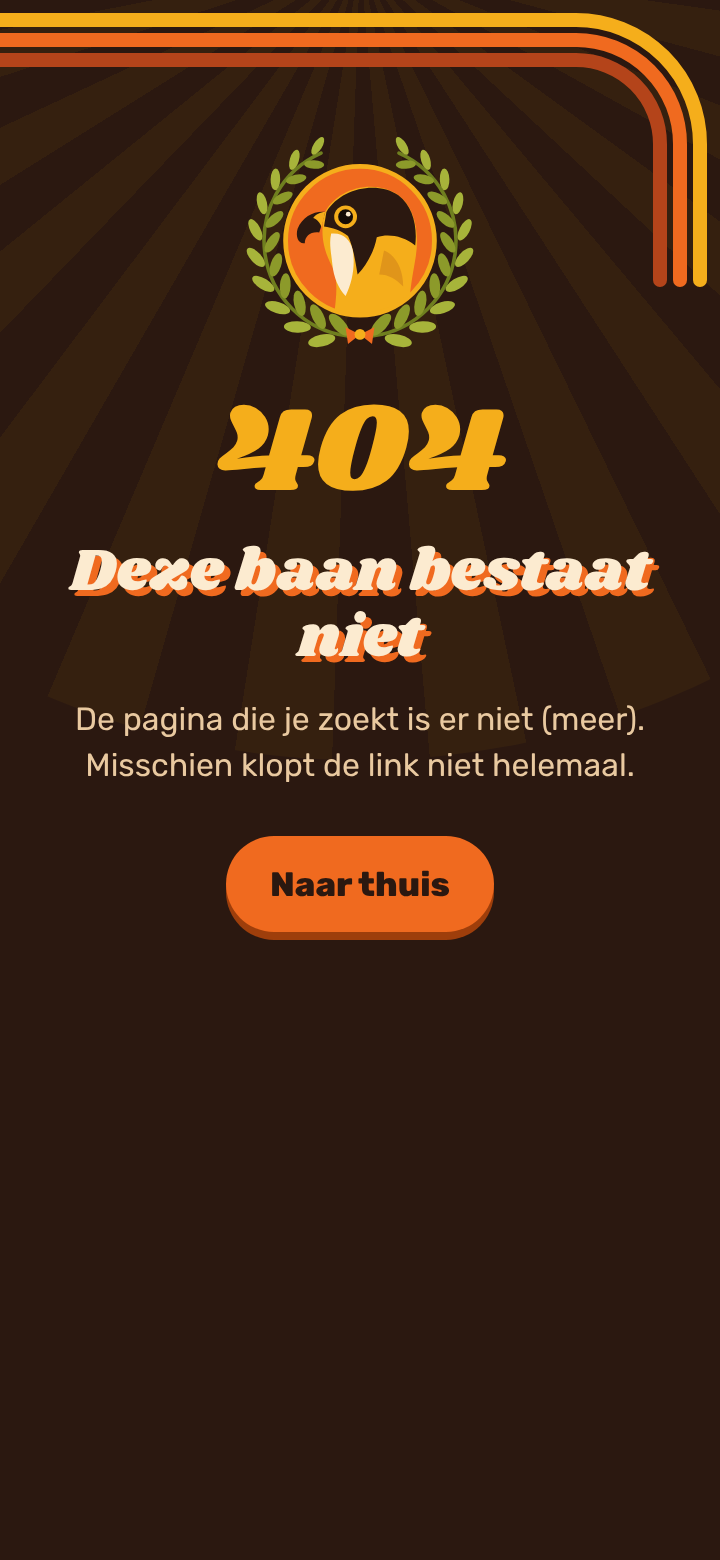 404
Deze baan bestaat
niet
De pagina die je zoekt is er niet (meer).
Misschien klopt de link niet helemaal.
Naar thuis